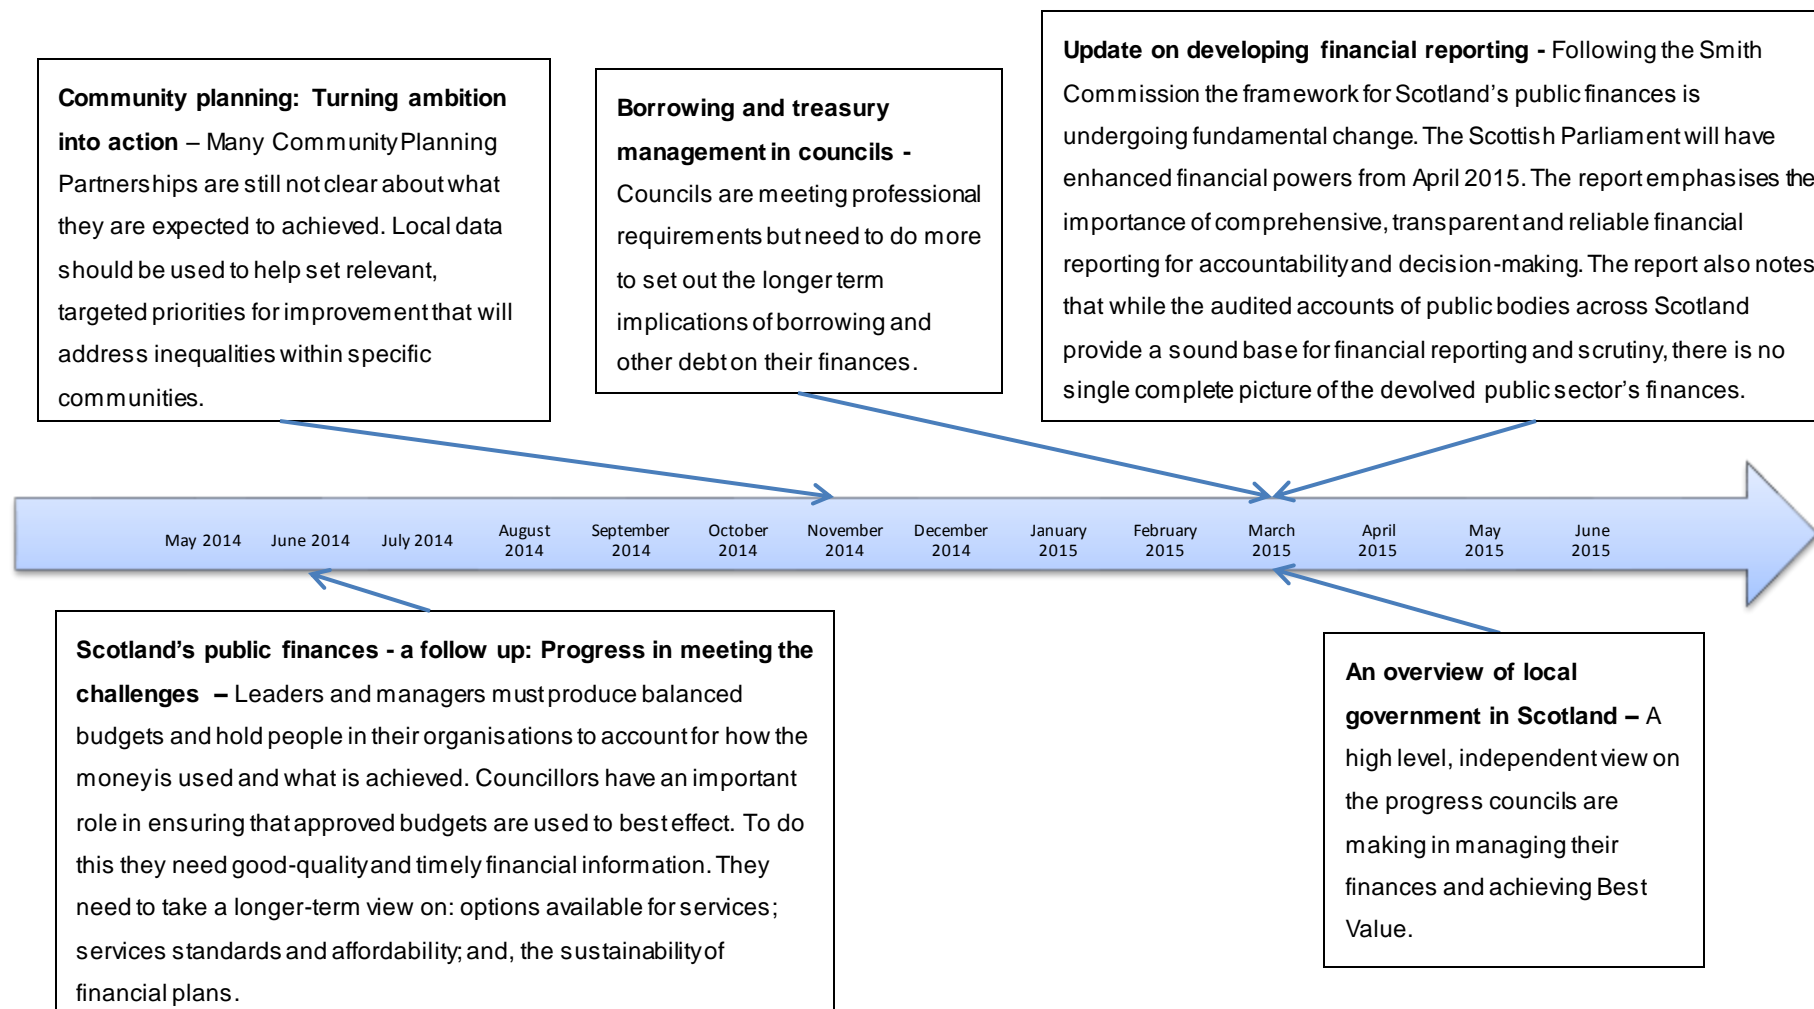 Community planning: Turning ambition
into action – Many Community Planning
Partnerships are still not clear about what
they are expected to achieved. Local data
should be used to help set relevant,
targeted priorities for improvement that will
address inequalities within specific
communities.
Borrowing and treasury
management in councils -
Councils are meeting professional
requirements but need to do more
to set out the longer term
implications of borrowing and
other debt on their finances.
Update on developing financial reporting - Following the Smith
Commission the framework for Scotland’s public finances is
undergoing fundamental change. The Scottish Parliament will have
enhanced financial powers from April 2015. The report emphasises the
importance of comprehensive, transparent and reliable financial
reporting for accountability and decision-making. The report also notes
that while the audited accounts of public bodies across Scotland
provide a sound base for financial reporting and scrutiny, there is no
single complete picture of the devolved public sector’s finances.
May 2014
June 2014
July 2014
August
2014
September
2014
October
2014
November
2014
December
2014
January
2015
February
2015
March
2015
April
2015
May
2015
June
2015
Scotland’s public finances - a follow up: Progress in meeting the
challenges – Leaders and managers must produce balanced
budgets and hold people in their organisations to account for how the
money is used and what is achieved. Councillors have an important
role in ensuring that approved budgets are used to best effect. To do
this they need good-quality and timely financial information. They
need to take a longer-term view on: options available for services;
services standards and affordability; and, the sustainability of
financial plans.
An overview of local
government in Scotland – A
high level, independent view on
the progress councils are
making in managing their
finances and achieving Best
Value.